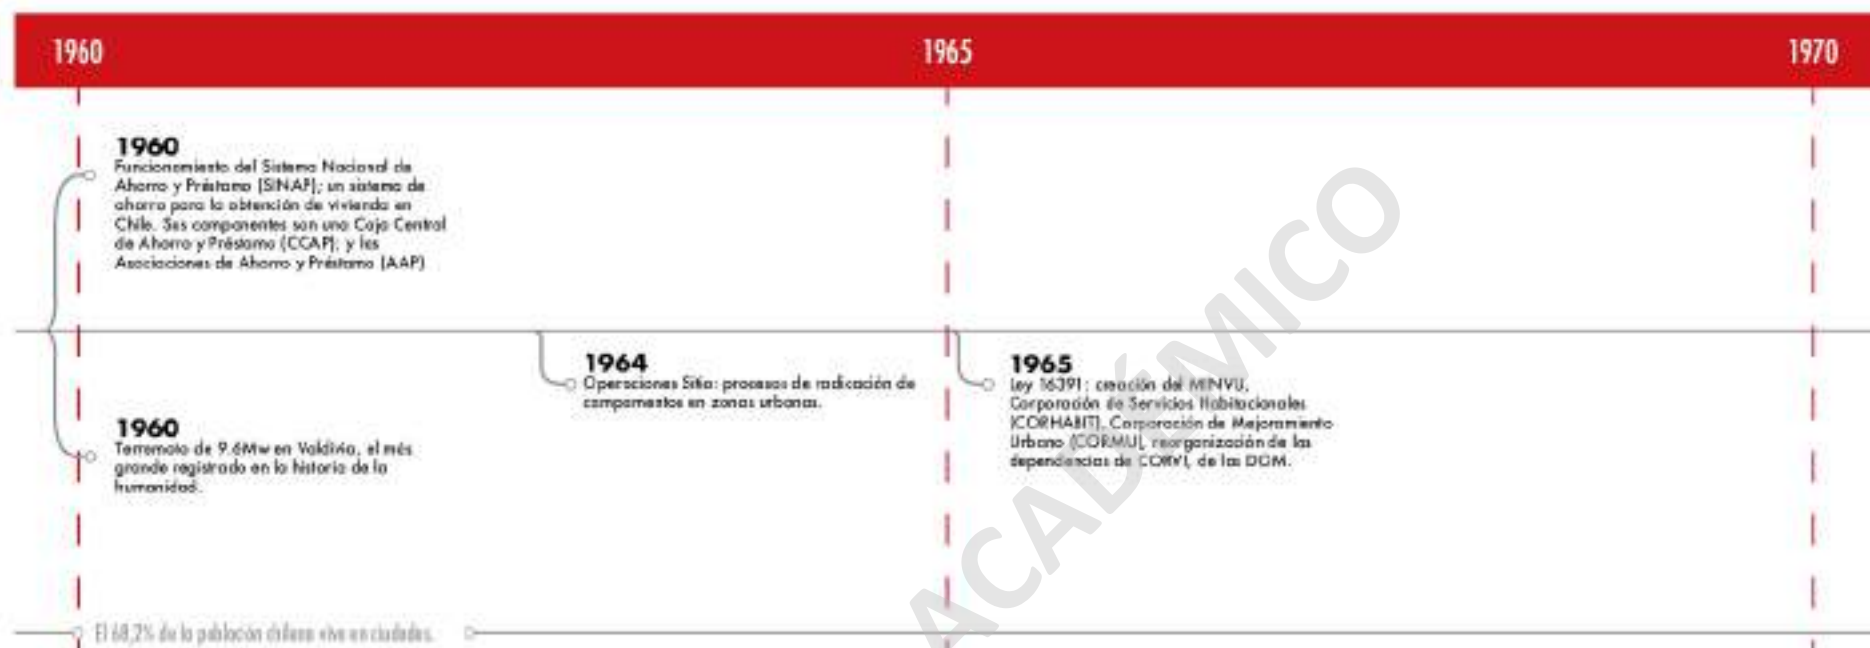 1960
1965
1970
1960
Funcionamiento del Sistema Nacional de
Ahorro y Préstamo (SINAP); un sistema de
ahorro para la obtención de vivienda en
Chile. Sus componentes son una Caja Central
de Ahorro y Préstamo (CCAP); y las
Asociaciones de Ahorro y Préstamo (AAP)
1964
Operaciones Sitio: procesos de radicación de
campamentos en zonas urbanas.
1965
Ley 16391: creación del MINVU,
Corporación de Servicios Habitacionales
(CORHABIT), Corporación de Mejoramiento
Urbano (CORMU), reorganización de las
dependencias de CORVI, de las DOM.
1960
Terremoto de 9.6Mw en Valdivia, el más
grande registrado en la historia de la
humanidad.
El 68,2% de la población chilena vive en ciudades.
ACADÉMICO